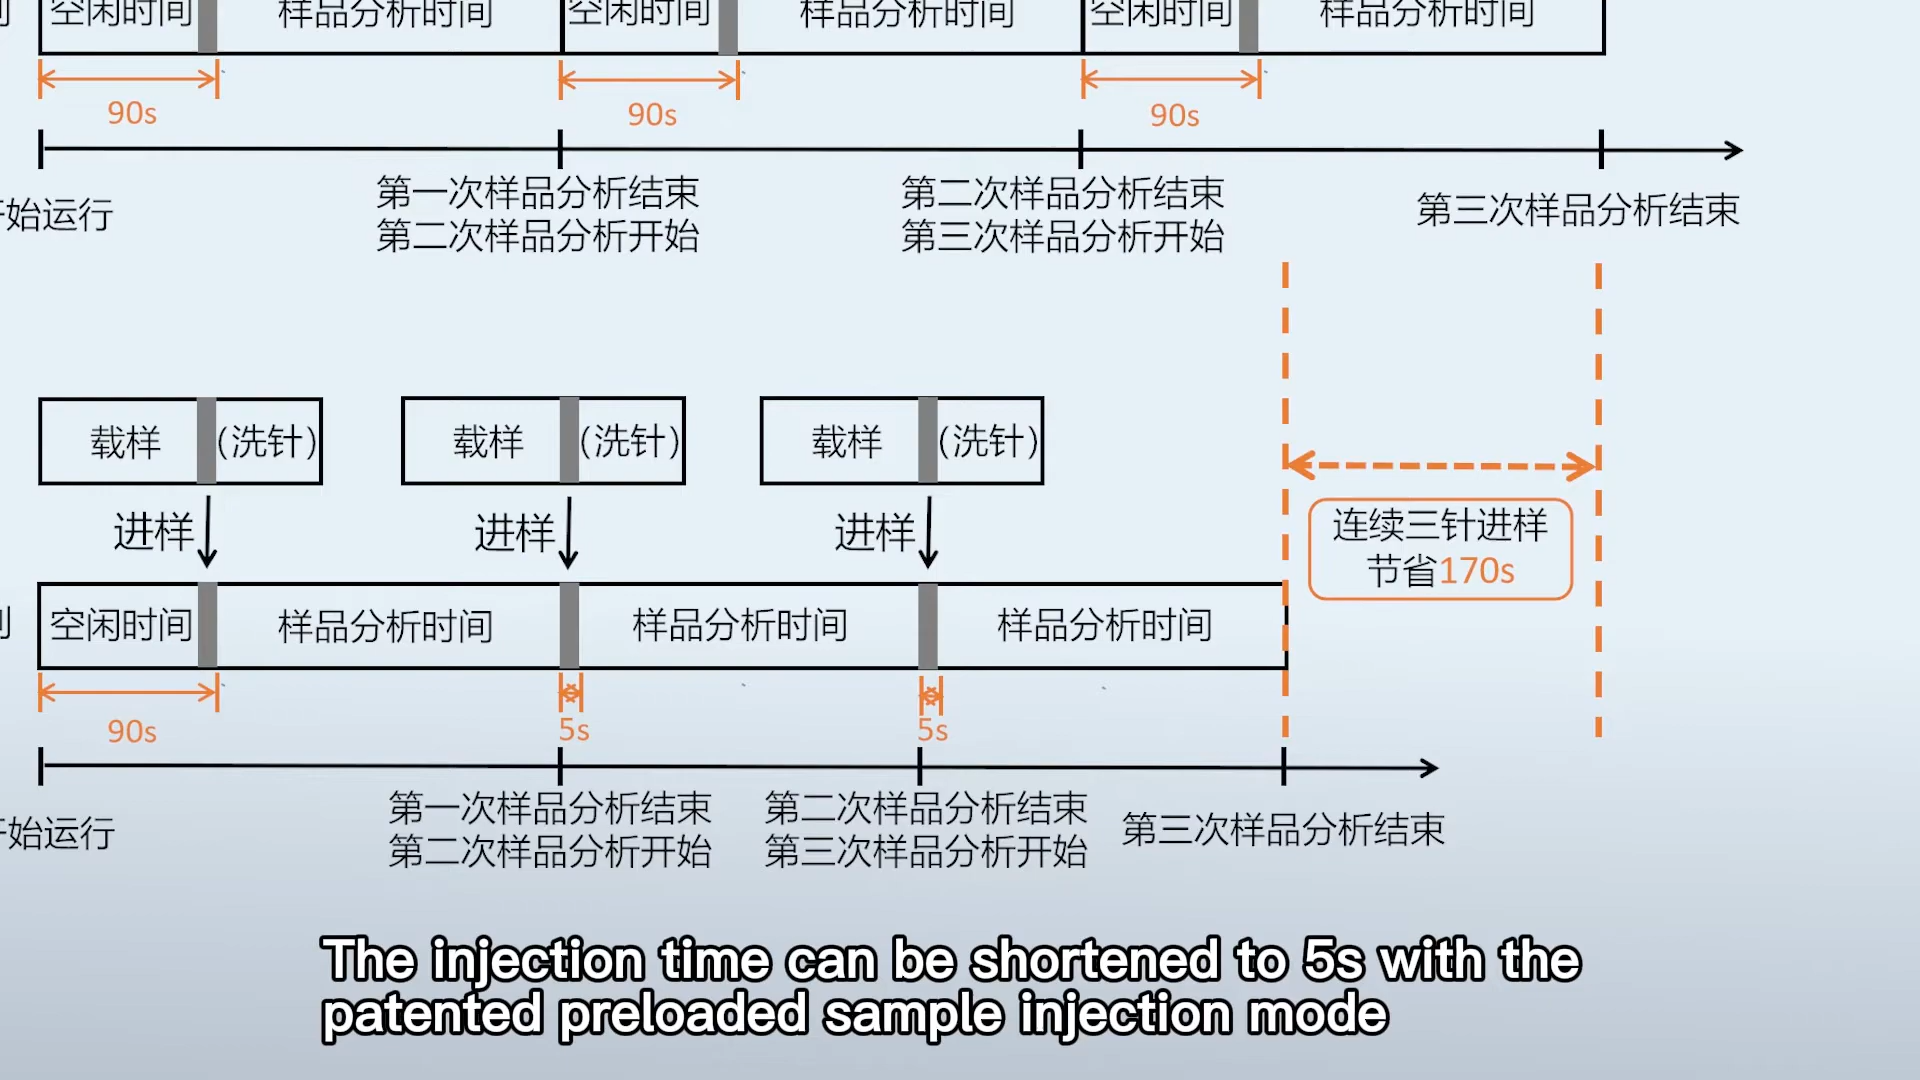 空闲时间 样品分析时间 空闲时间 样品分析时间 空闲时间 样品分析时间
90s 90s 90s
始运行
第一次样品分析结束
第二次样品分析开始
第二次样品分析结束
第三次样品分析开始
第三次样品分析结束
载样 (洗针) 载样 (洗针) 载样 (洗针)
进样 进样 进样
连续三针进样
节省170s
空闲时间 样品分析时间 样品分析时间 样品分析时间
90s 5s 5s
始运行
第一次样品分析结束
第二次样品分析开始
第二次样品分析结束
第三次样品分析开始
第三次样品分析结束
The injection time can be shortened to 5s with the
patented preloaded sample injection mode